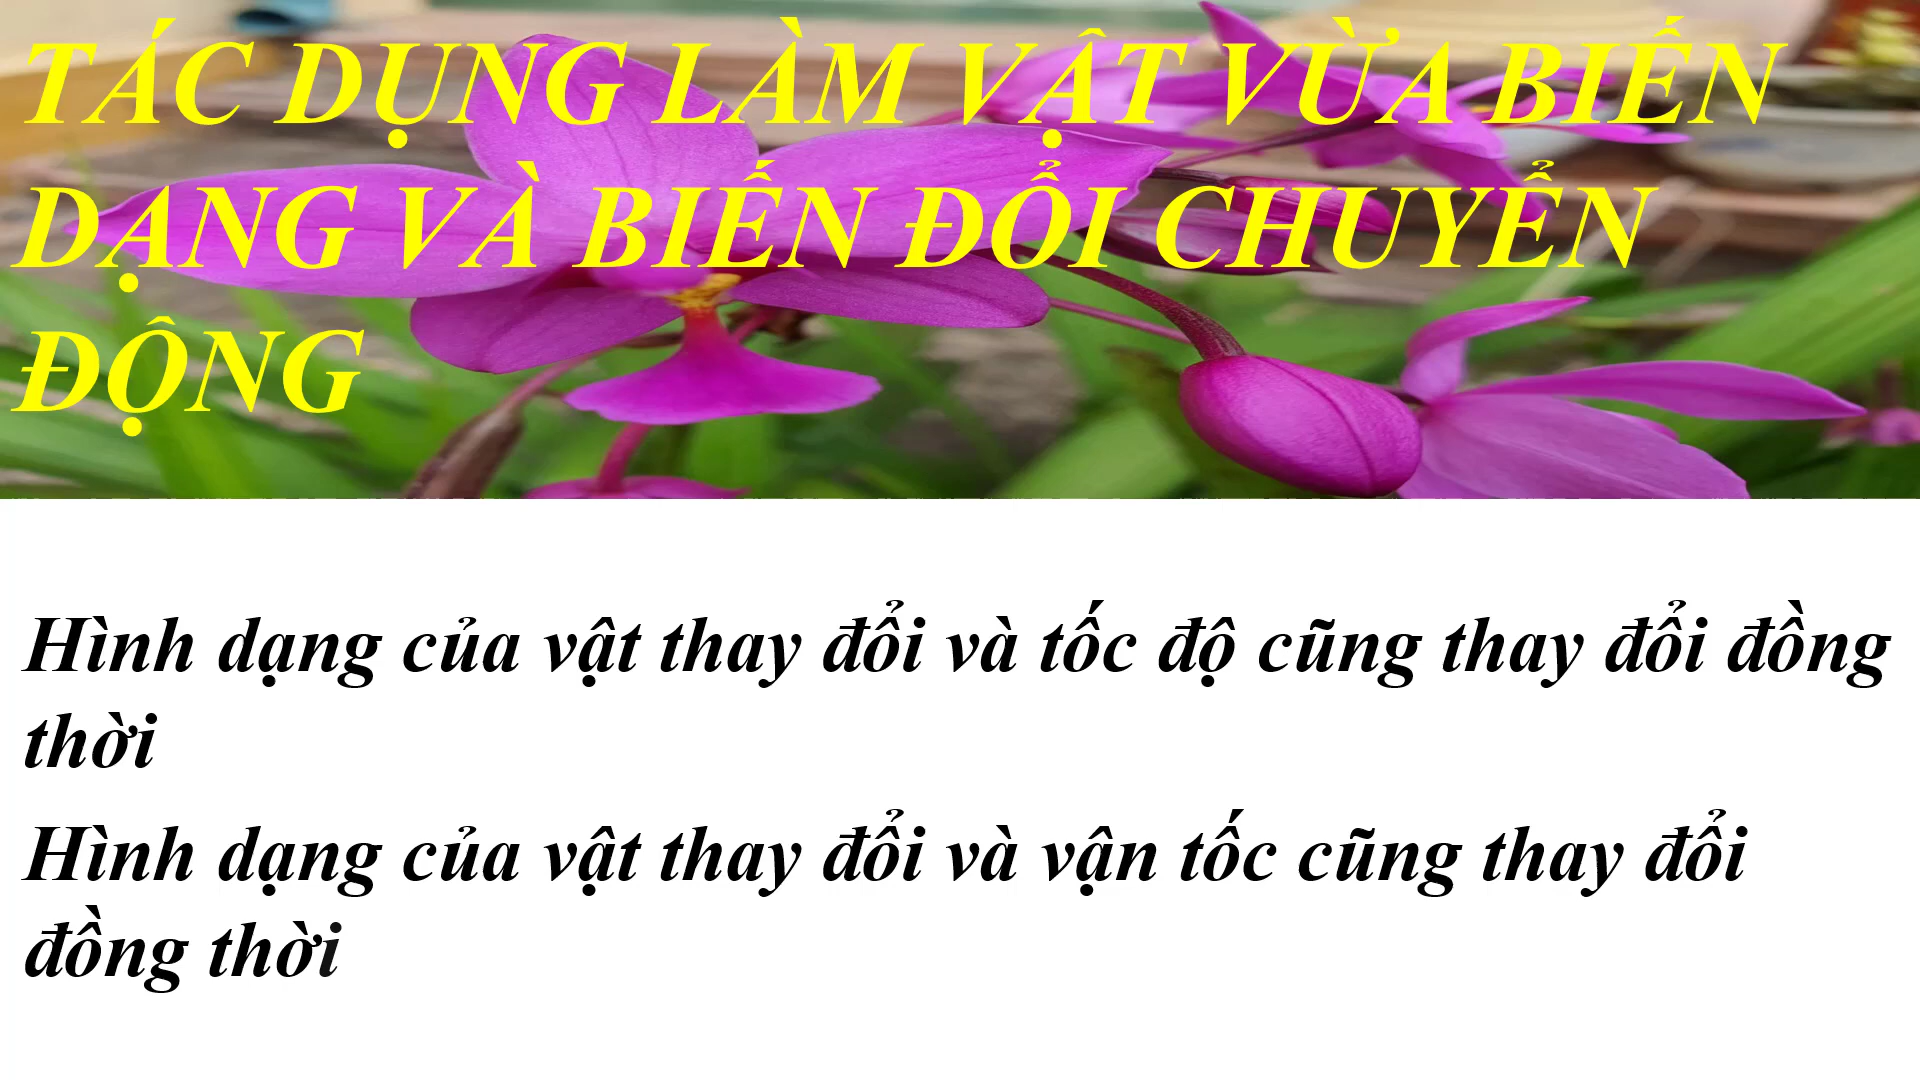 TÁC DỤNG LÀM VẬT VỪA BIẾN
DẠNG VÀ BIẾN ĐỔI CHUYỂN
ĐỘNG
Hình dạng của vật thay đổi và tốc độ cũng thay đổi đồng
thời
Hình dạng của vật thay đổi và vận tốc cũng thay đổi
đồng thời